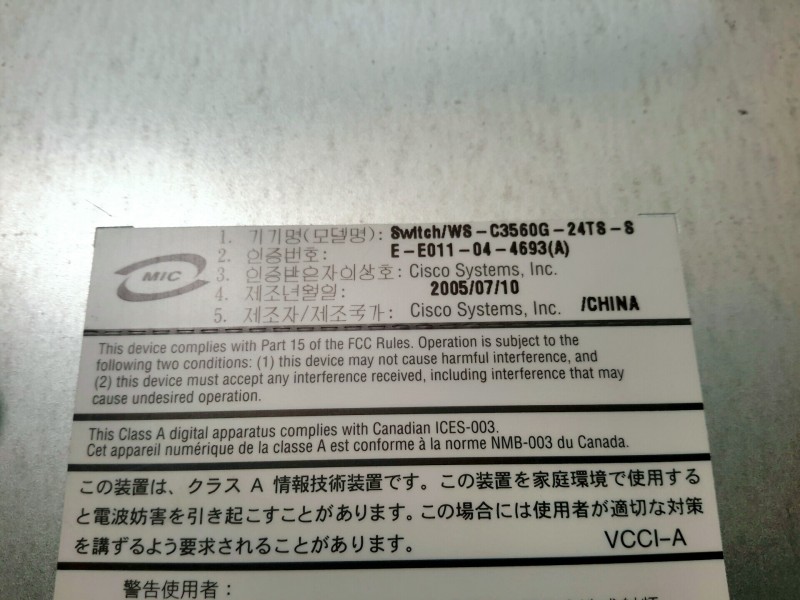 MIC
1. 기기명(모델명): Switch/WS-C3560G-24TS-S
2. 인증번호: E-E011-04-4693(A)
3. 인증받은자의상호: Cisco Systems, Inc.
4. 제조년월일: 2005/07/10
5. 제조자/제조국가: Cisco Systems, Inc. /CHINA
This device complies with Part 15 of the FCC Rules. Operation is subject to the
following two conditions: (1) this device may not cause harmful interference, and
(2) this device must accept any interference received, including interference that may
cause undesired operation.
This Class A digital apparatus complies with Canadian ICES-003.
Cet appareil numérique de la classe A est conforme à la norme NMB-003 du Canada.
この装置は、クラス A 情報技術装置です。この装置を家庭環境で使用する
と電波妨害を引き起こすことがあります。この場合には使用者が適切な対策
を講ずるよう要求されることがあります。 VCCI-A
警告使用者：